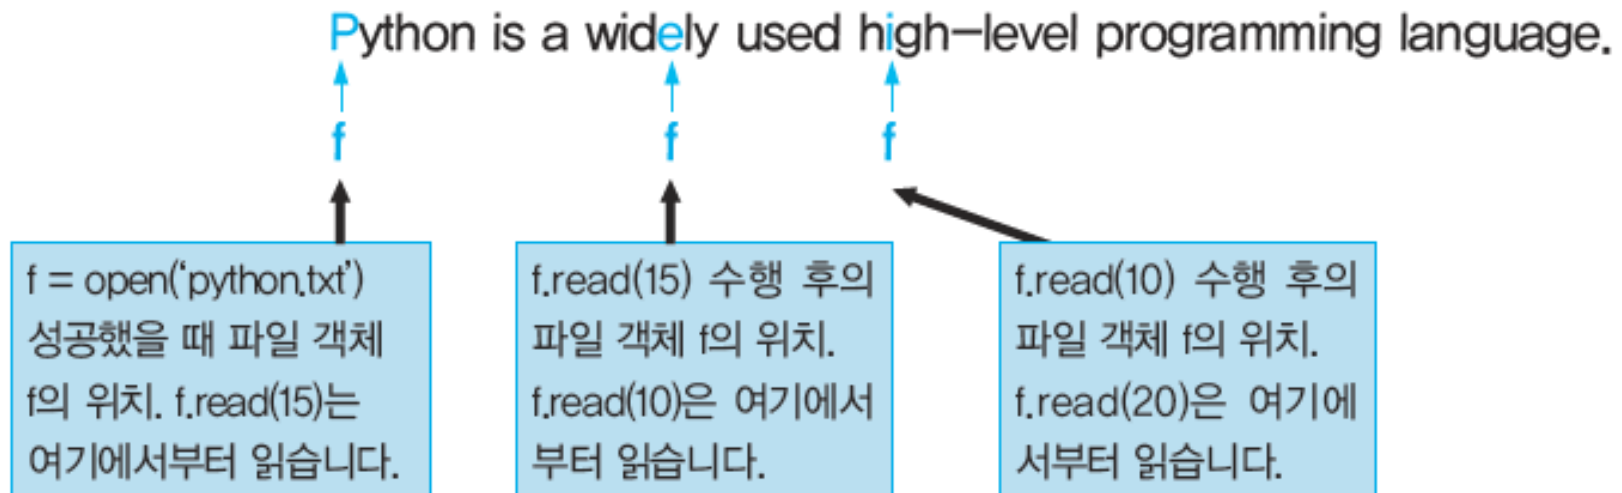 Python is a widely used high-level programming language.
f f f
f = open(‘python.txt’)
성공했을 때 파일 객체
f의 위치. f.read(15)는
여기에서부터 읽습니다.
f.read(15) 수행 후의
파일 객체 f의 위치.
f.read(10)은 여기에서
부터 읽습니다.
f.read(10) 수행 후의
파일 객체 f의 위치.
f.read(20)은 여기에
서부터 읽습니다.